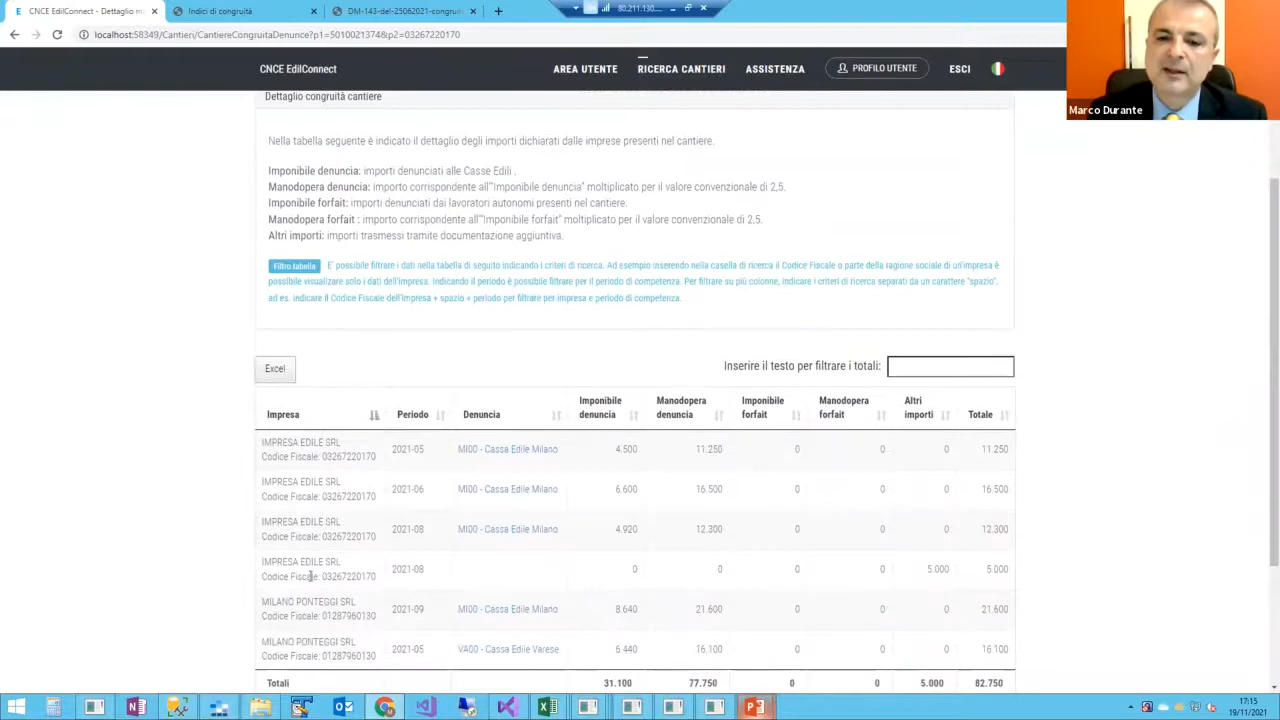 CNCE EdilConnect - Dettaglio m
Indici di congruità
DM-143-del-25062021-congruit
80.211.130....
localhost:58349/Cantieri/CantiereCongruitaDenunce?p1=5010021374&p2=03267220170
CNCE EdilConnect
AREA UTENTE
RICERCA CANTIERI
ASSISTENZA
PROFILO UTENTE
ESCI
Marco Durante
Dettaglio congruità cantiere
Nella tabella seguente è indicato il dettaglio degli importi dichiarati dalle imprese presenti nel cantiere.
Imponibile denuncia: importi denunciati alle Casse Edili .
Manodopera denuncia: importo corrispondente all'"Imponibile denuncia" moltiplicato per il valore convenzionale di 2,5.
Imponibile forfait: importi denunciati dai lavoratori autonomi presenti nel cantiere.
Manodopera forfait : importo corrispondente all'"Imponibile forfait" moltiplicato per il valore convenzionale di 2,5.
Altri importi: importi trasmessi tramite documentazione aggiuntiva.
Filtro tabella E' possibile filtrare i dati nella tabella di seguito indicando i criteri di ricerca. Ad esempio inserendo nella casella di ricerca il Codice Fiscale o parte della ragione sociale di un'impresa è
possibile visualizzare solo i dati dell'impresa. Indicando il periodo è possibile filtrare per il periodo di competenza. Per filtrare su più colonne, indicare i criteri di ricerca separati da un carattere "spazio",
ad es. indicare il Codice Fiscale dell'impresa + spazio + periodo per filtrare per impresa e periodo di competenza.
Excel
Inserire il testo per filtrare i totali:
Impresa Periodo Denuncia Imponibile denuncia Manodopera denuncia Imponibile forfait Manodopera forfait Altri importi Totale
IMPRESA EDILE SRL
Codice Fiscale: 03267220170 2021-05 MI00 - Cassa Edile Milano 4.500 11.250 0 0 0 11.250
IMPRESA EDILE SRL
Codice Fiscale: 03267220170 2021-06 MI00 - Cassa Edile Milano 6.600 16.500 0 0 0 16.500
IMPRESA EDILE SRL
Codice Fiscale: 03267220170 2021-08 MI00 - Cassa Edile Milano 4.920 12.300 0 0 0 12.300
IMPRESA EDILE SRL
Codice Fiscale: 03267220170 2021-08 0 0 0 0 5.000 5.000
MILANO PONTEGGI SRL
Codice Fiscale: 01287960130 2021-09 MI00 - Cassa Edile Milano 8.640 21.600 0 0 0 21.600
MILANO PONTEGGI SRL
Codice Fiscale: 01287960130 2021-05 VA00 - Cassa Edile Varese 6.440 16.100 0 0 0 16.100
Totali 31.100 77.750 0 0 5.000 82.750
17:15
19/11/2021